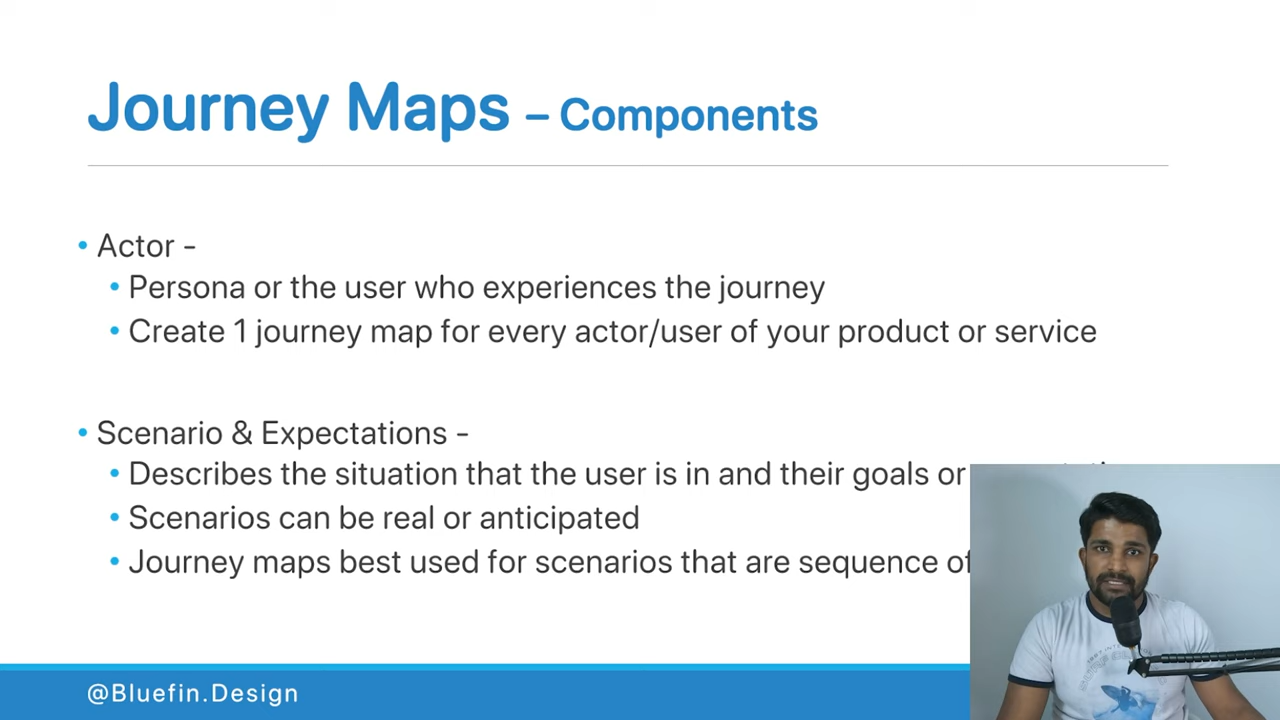 Journey Maps – Components
• Actor -
• Persona or the user who experiences the journey
• Create 1 journey map for every actor/user of your product or service
• Scenario & Expectations -
• Describes the situation that the user is in and their goals or
• Scenarios can be real or anticipated
• Journey maps best used for scenarios that are sequence of
@Bluefin.Design